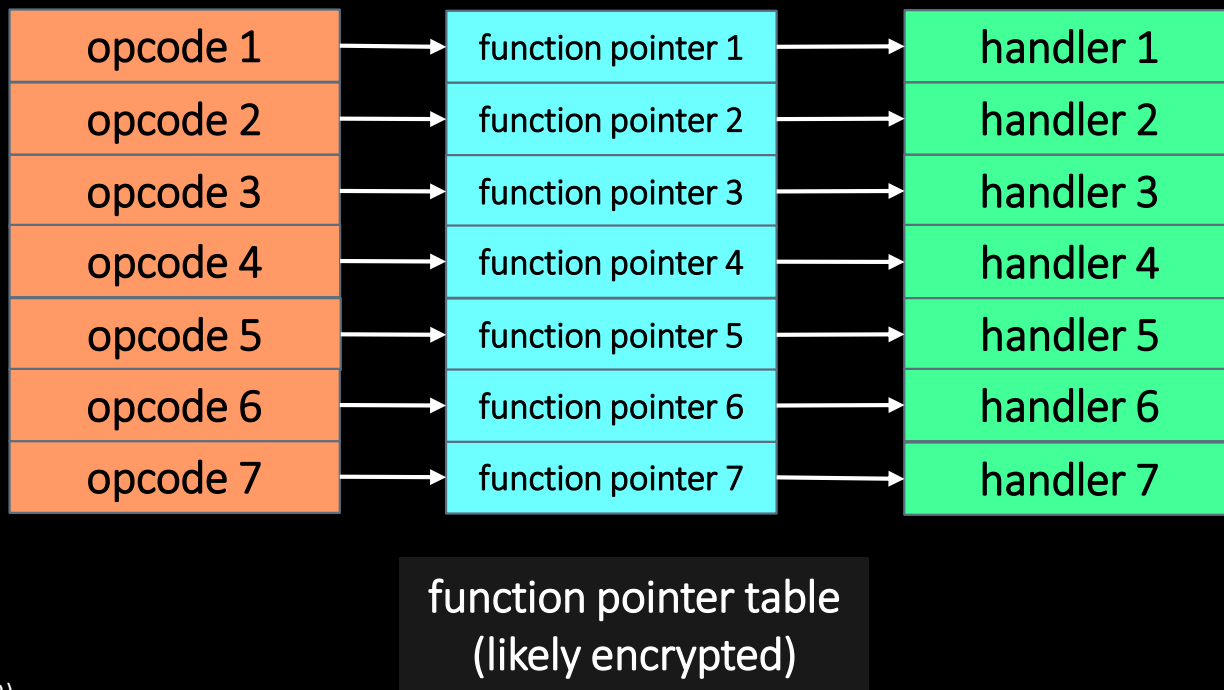 opcode 1 function pointer 1 handler 1
opcode 2 function pointer 2 handler 2
opcode 3 function pointer 3 handler 3
opcode 4 function pointer 4 handler 4
opcode 5 function pointer 5 handler 5
opcode 6 function pointer 6 handler 6
opcode 7 function pointer 7 handler 7
function pointer table
(likely encrypted)